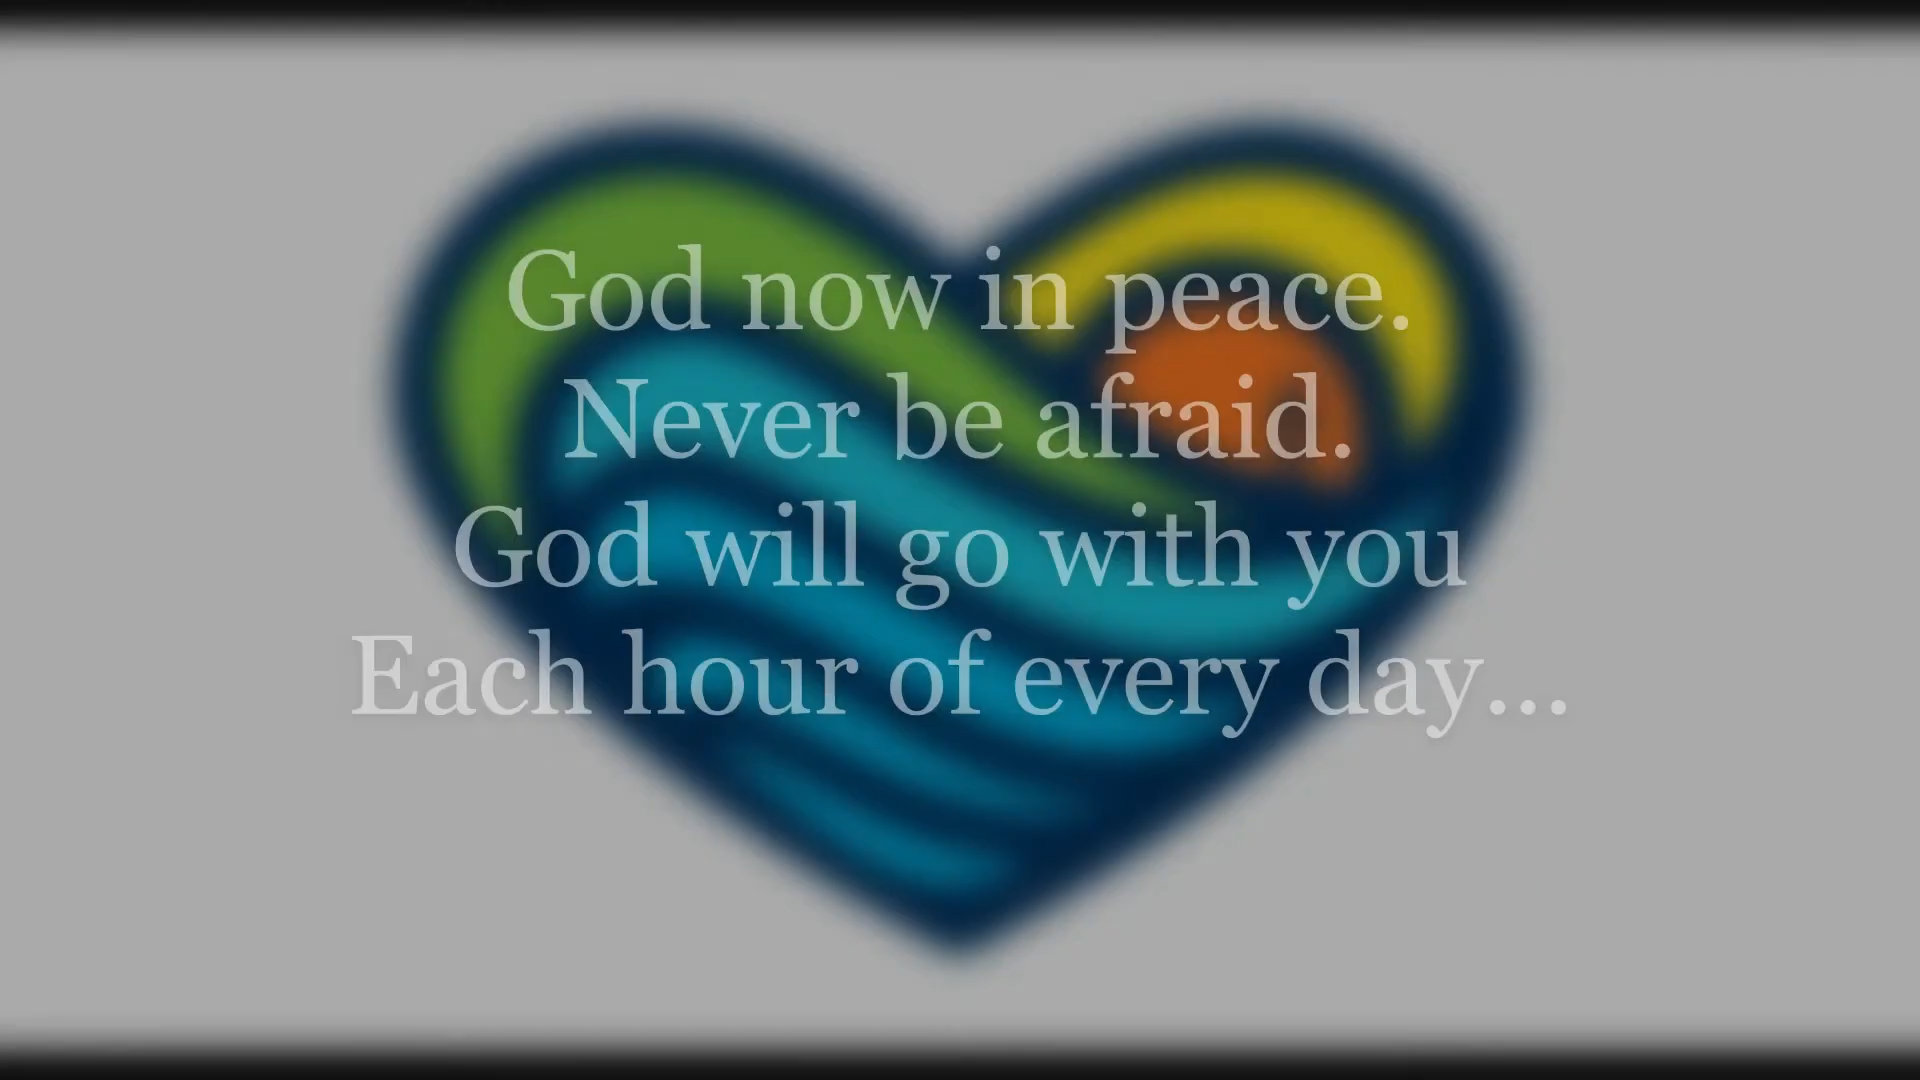 God now in peace.
Never be afraid.
God will go with you
Each hour of every day...